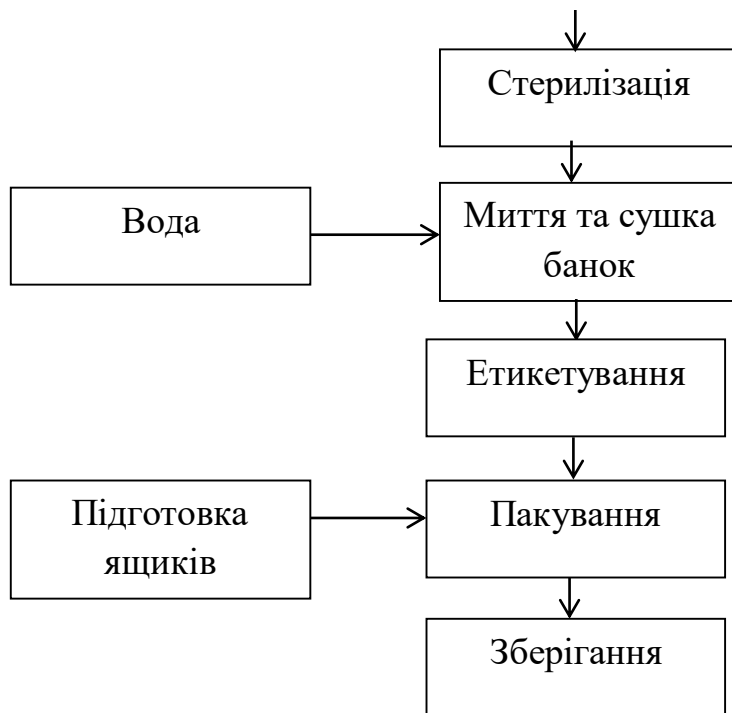 Стерилізація
Вода
Миття та сушка
банок
Етикетування
Підготовка
ящиків
Пакування
Зберігання